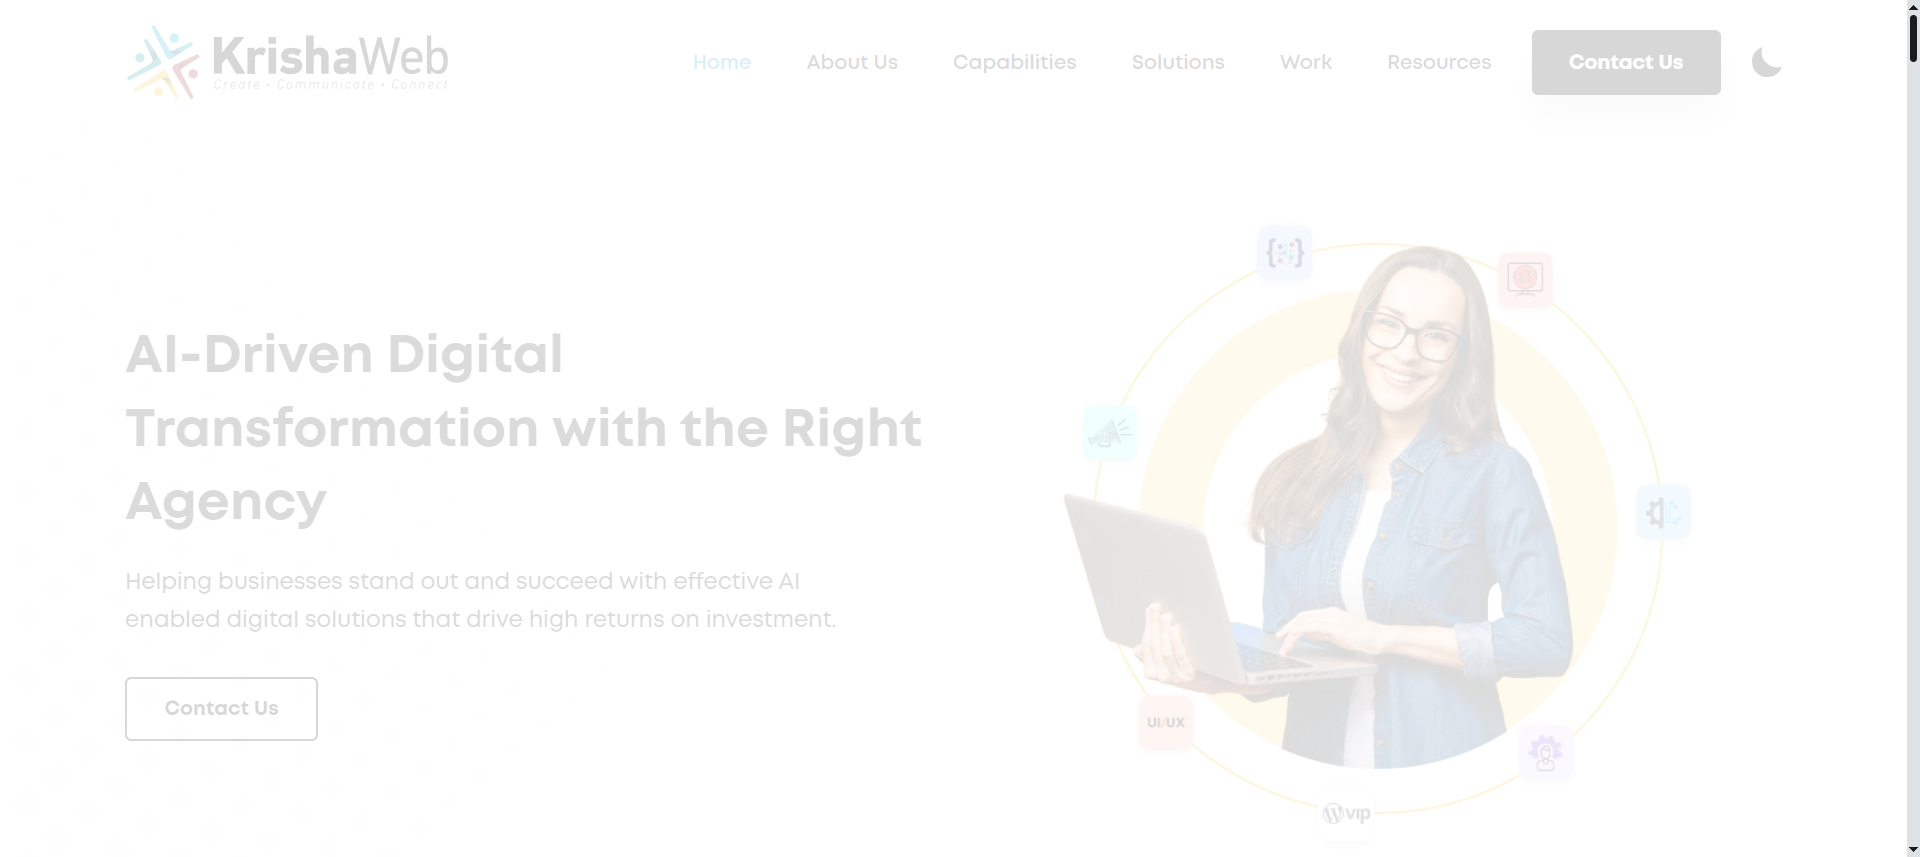 KrishaWeb
Create • Communicate • Connect
Home
About Us
Capabilities
Solutions
Work
Resources
Contact Us
AI-Driven Digital
Transformation with the Right
Agency
Helping businesses stand out and succeed with effective AI
enabled digital solutions that drive high returns on investment.
Contact Us
UI/UX
VIP